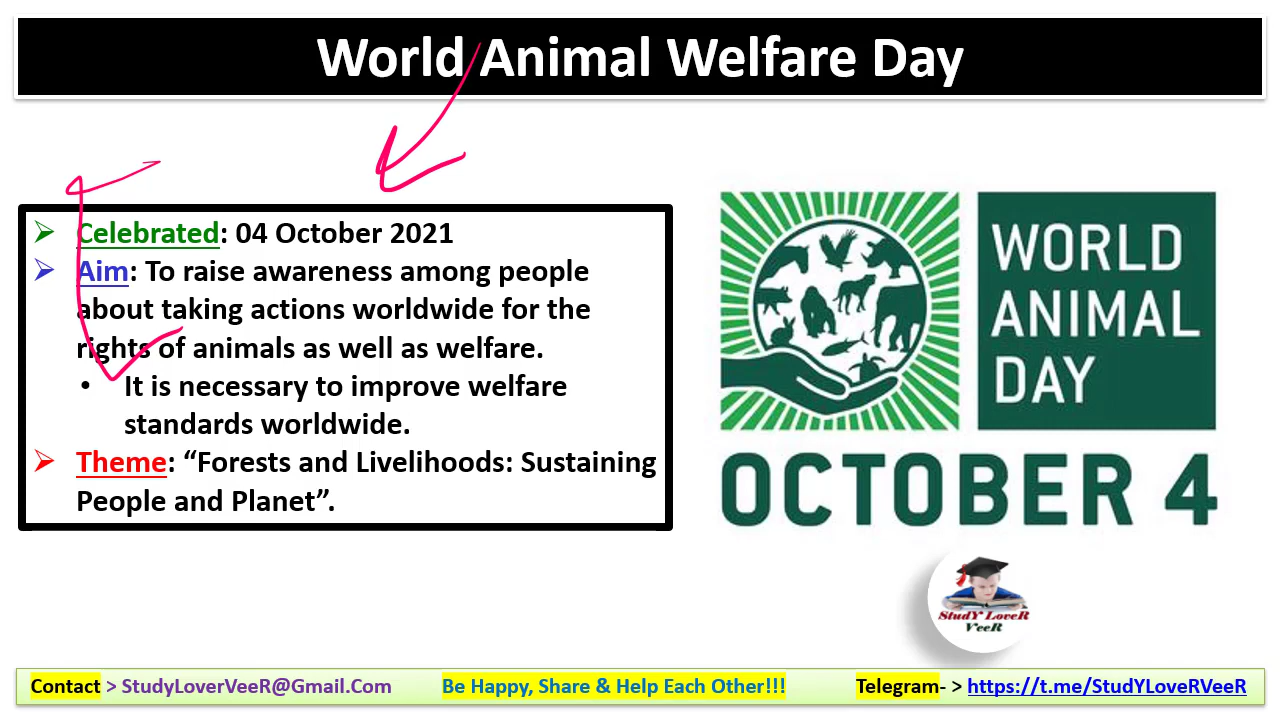 World Animal Welfare Day
Celebrated: 04 October 2021
Aim: To raise awareness among people
about taking actions worldwide for the
rights of animals as well as welfare.
It is necessary to improve welfare
standards worldwide.
Theme: “Forests and Livelihoods: Sustaining
People and Planet”.
WORLD
ANIMAL
DAY
OCTOBER 4
StudY LoveR
VeeR
Contact > StudyLoverVeeR@Gmail.Com
Be Happy, Share & Help Each Other!!!
Telegram- > https://t.me/StudYLoveRVeeR